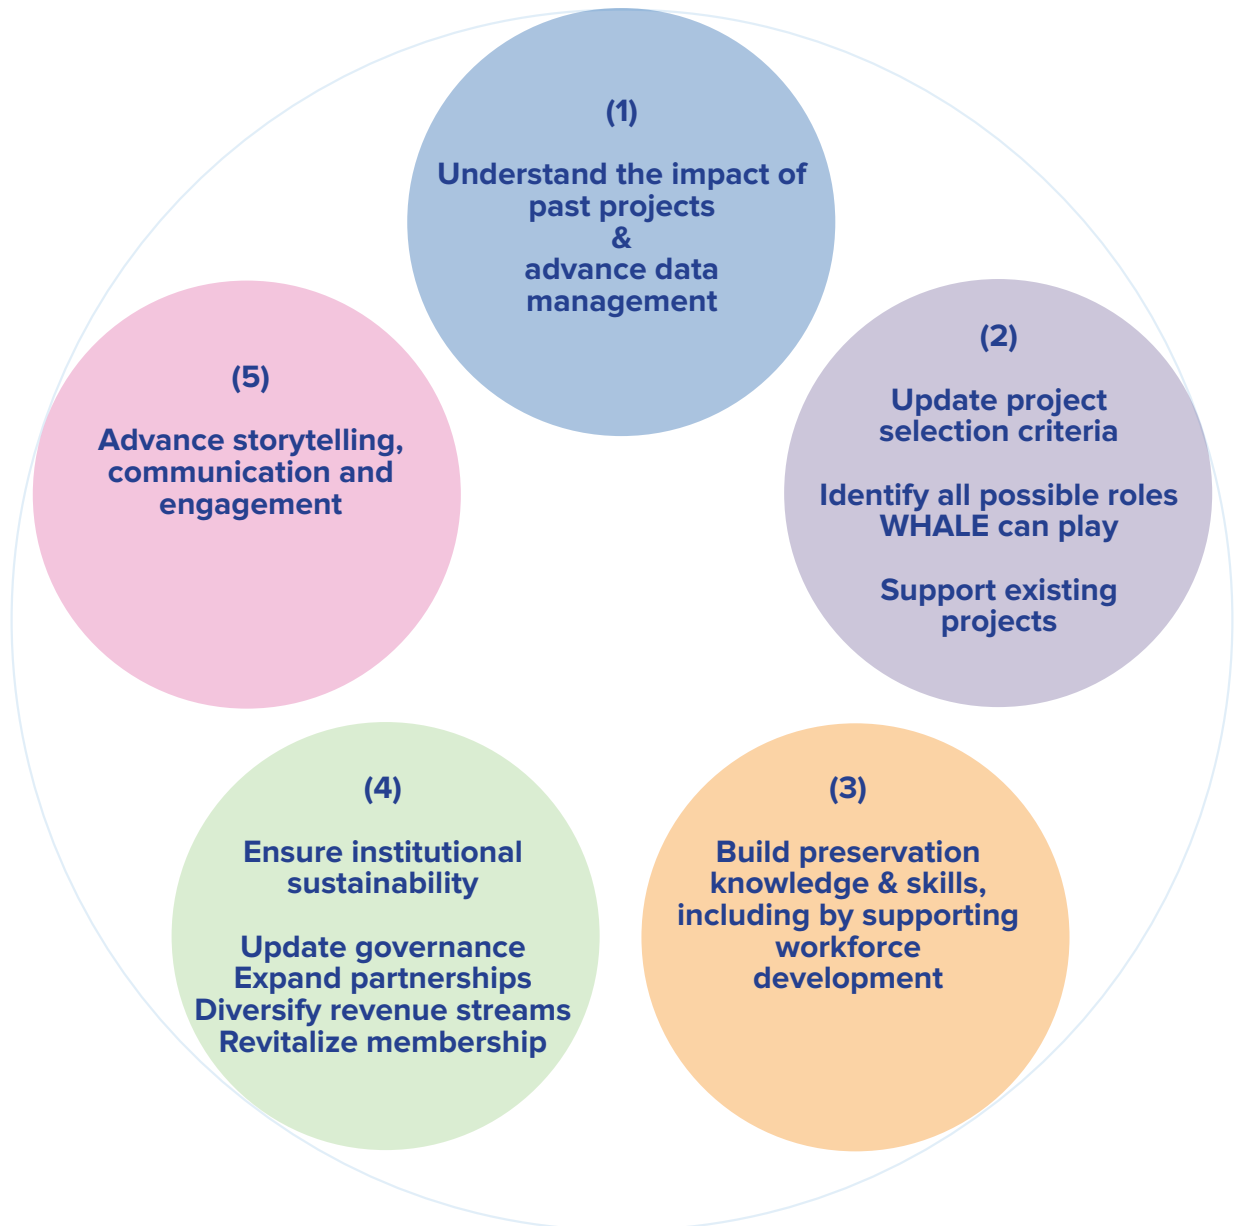 (1)
Understand the impact of
past projects
&
advance data
management
(2)
Update project
selection criteria
Identify all possible roles
WHALE can play
Support existing
projects
(3)
Build preservation
knowledge & skills,
including by supporting
workforce
development
(4)
Ensure institutional
sustainability
Update governance
Expand partnerships
Diversify revenue streams
Revitalize membership
(5)
Advance storytelling,
communication and
engagement